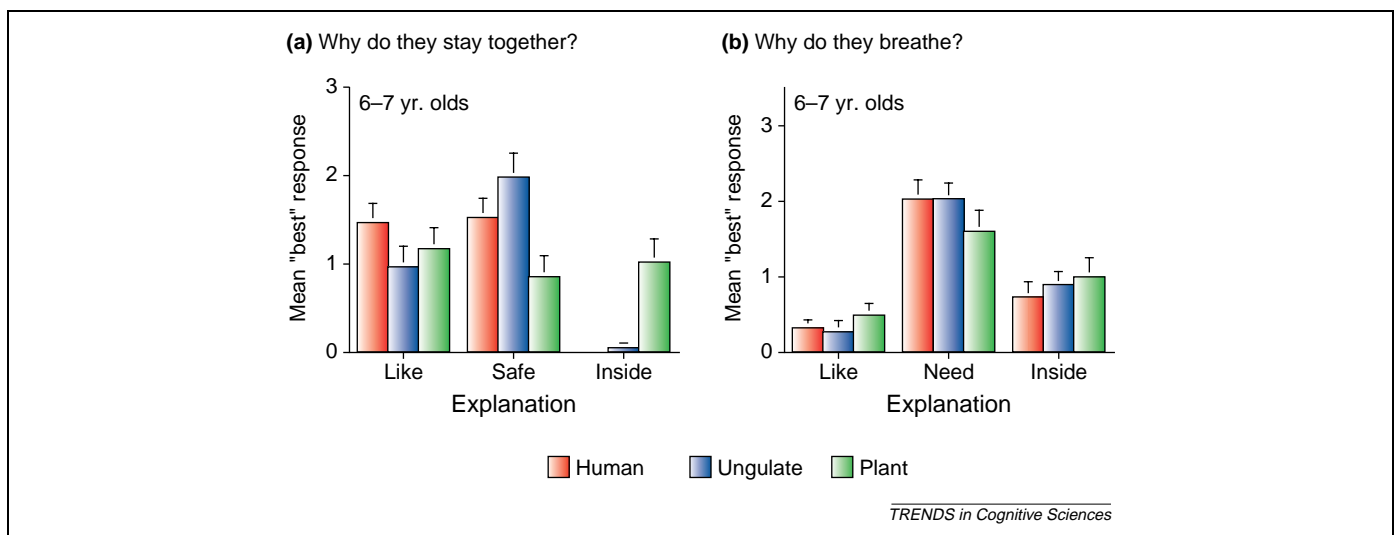 (a) Why do they stay together?
3
6–7 yr. olds
2
1
0
Mean "best" response
Like Safe Inside
Explanation
(b) Why do they breathe?
6–7 yr. olds
3
2
1
0
Mean "best" response
Like Need Inside
Explanation
Human Ungulate Plant
TRENDS in Cognitive Sciences